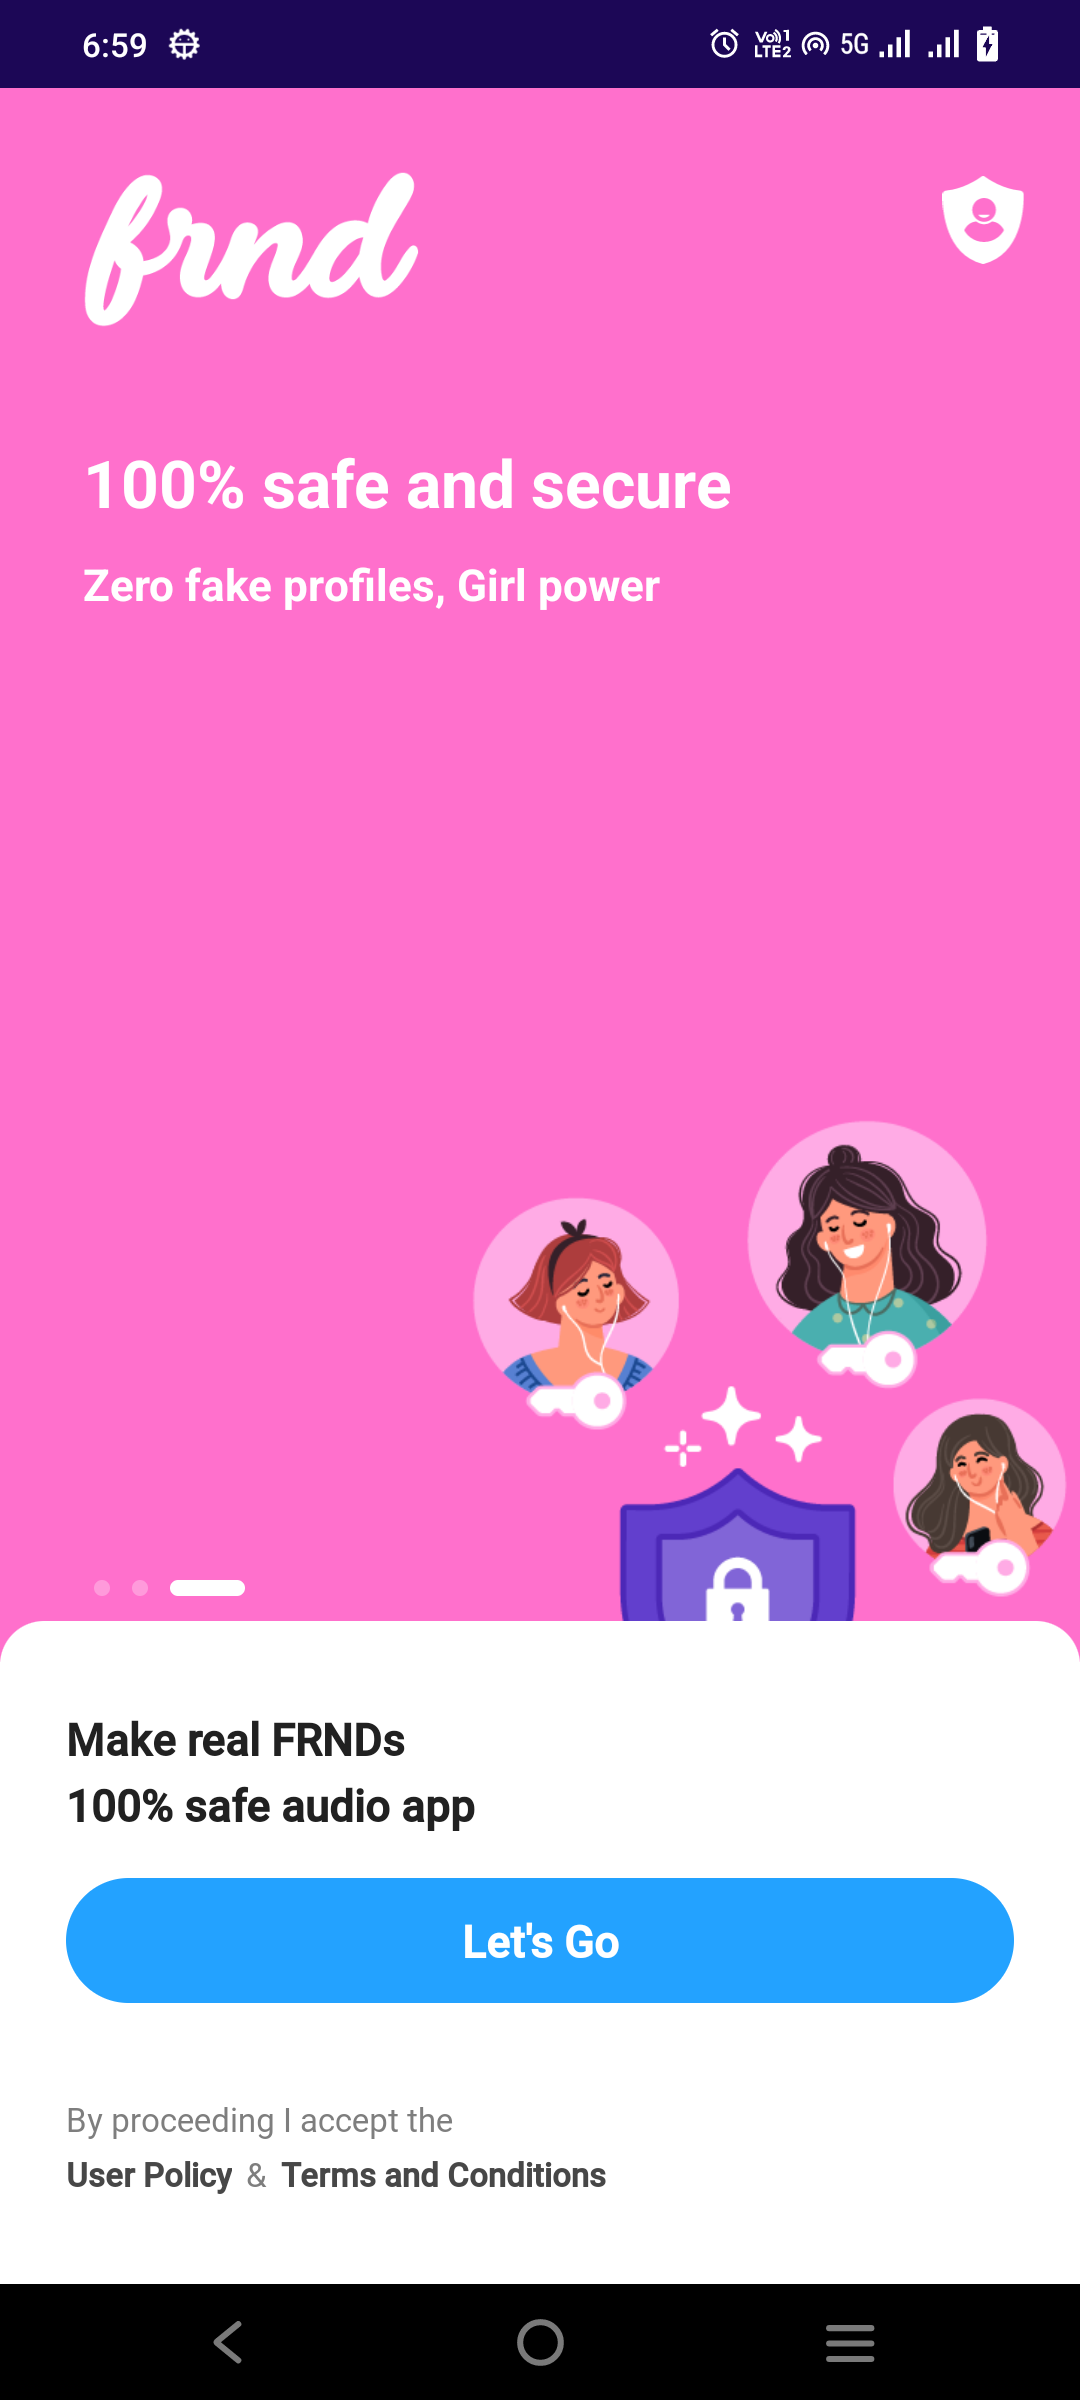 6:59
Vo)) 1
LTE2
5G
frnd
100% safe and secure
Zero fake profiles, Girl power
Make real FRNDs
100% safe audio app
Let's Go
By proceeding I accept the
User Policy & Terms and Conditions